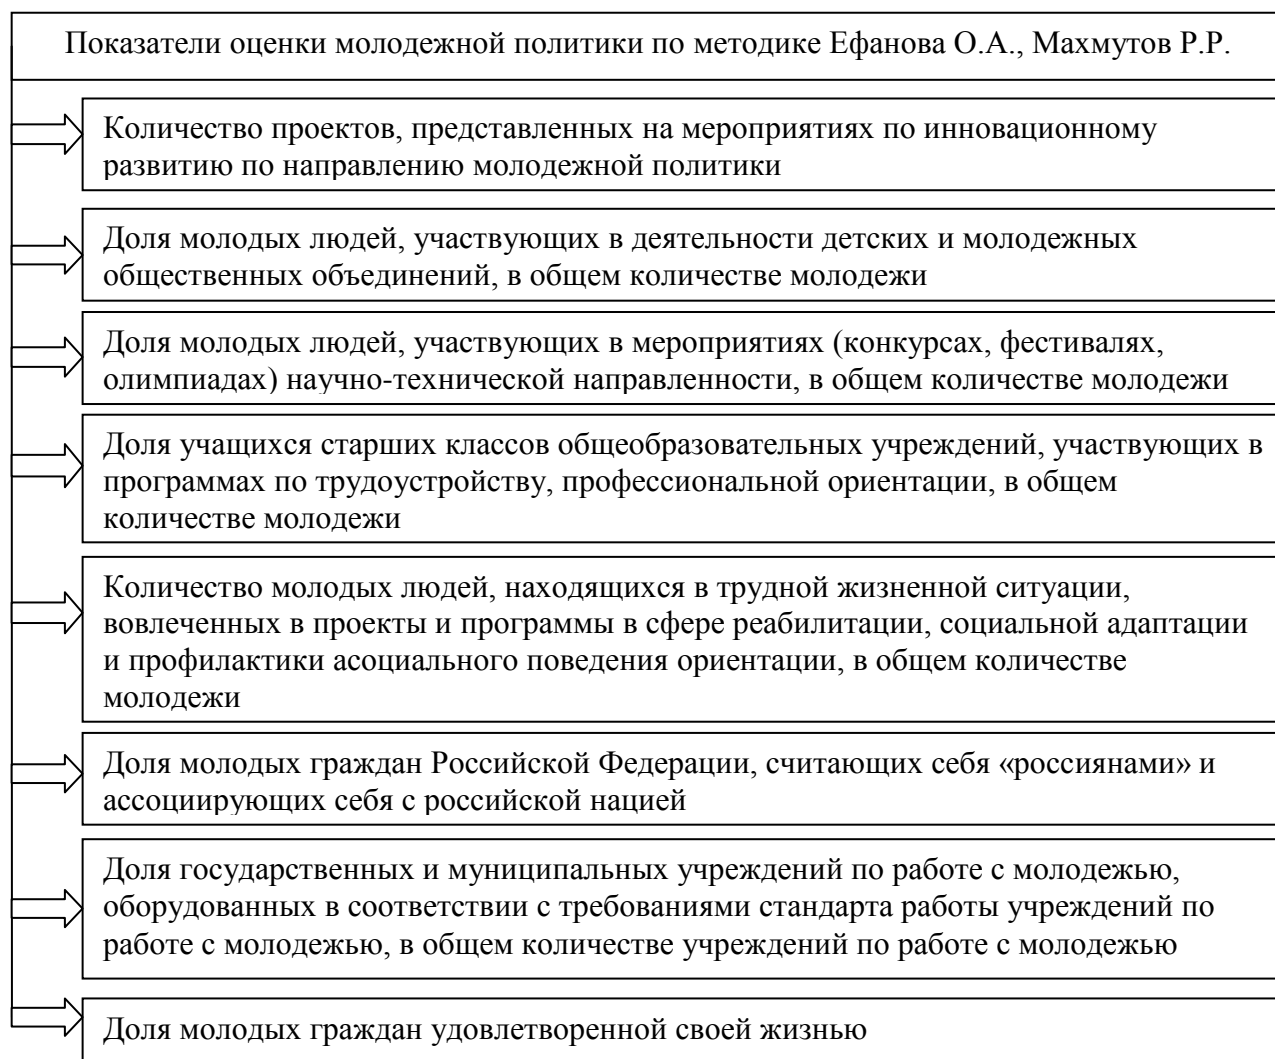 Показатели оценки молодежной политики по методике Ефанова О.А., Махмутов Р.Р.
Количество проектов, представленных на мероприятиях по инновационному
развитию по направлению молодежной политики
Доля молодых людей, участвующих в деятельности детских и молодежных
общественных объединений, в общем количестве молодежи
Доля молодых людей, участвующих в мероприятиях (конкурсах, фестивалях,
олимпиадах) научно-технической направленности, в общем количестве молодежи
Доля учащихся старших классов общеобразовательных учреждений, участвующих в
программах по трудоустройству, профессиональной ориентации, в общем
количестве молодежи
Количество молодых людей, находящихся в трудной жизненной ситуации,
вовлеченных в проекты и программы в сфере реабилитации, социальной адаптации
и профилактики асоциального поведения ориентации, в общем количестве
молодежи
Доля молодых граждан Российской Федерации, считающих себя «россиянами» и
ассоциирующих себя с российской нацией
Доля государственных и муниципальных учреждений по работе с молодежью,
оборудованных в соответствии с требованиями стандарта работы учреждений по
работе с молодежью, в общем количестве учреждений по работе с молодежью
Доля молодых граждан удовлетворенной своей жизнью